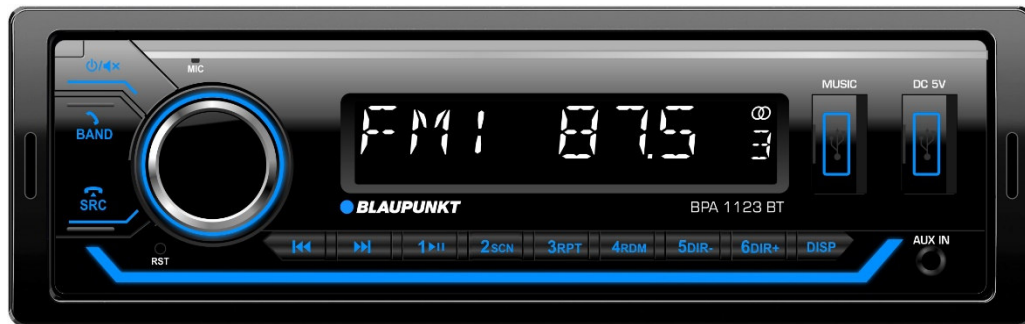 MIC
MUSIC
DC 5V
BAND
FM1 87.5 3
SRC
BLAUPUNKT
BPA 1123 BT
RST
1 2SCN 3RPT 4RDM 5DIR- 6DIR+ DISP
AUX IN